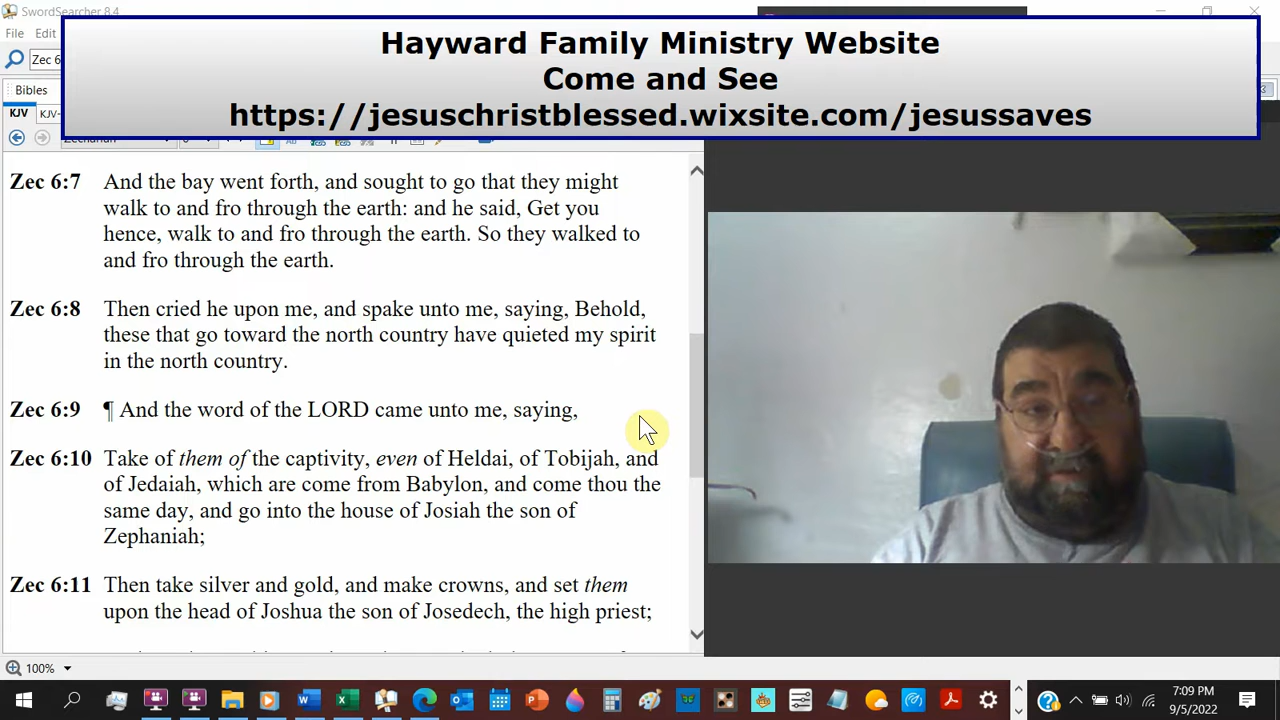 SwordSearcher 8.4
File Edit
Hayward Family Ministry Website
Come and See
https://jesuschristblessed.wixsite.com/jesussaves
Zec 6
Bibles
KJV KJV-
Zec 6:7 And the bay went forth, and sought to go that they might
walk to and fro through the earth: and he said, Get you
hence, walk to and fro through the earth. So they walked to
and fro through the earth.
Zec 6:8 Then cried he upon me, and spake unto me, saying, Behold,
these that go toward the north country have quieted my spirit
in the north country.
Zec 6:9 ¶ And the word of the LORD came unto me, saying,
Zec 6:10 Take of them of the captivity, even of Heldai, of Tobijah, and
of Jedaiah, which are come from Babylon, and come thou the
same day, and go into the house of Josiah the son of
Zephaniah;
Zec 6:11 Then take silver and gold, and make crowns, and set them
upon the head of Joshua the son of Josedech, the high priest;
100%
7:09 PM
9/5/2022